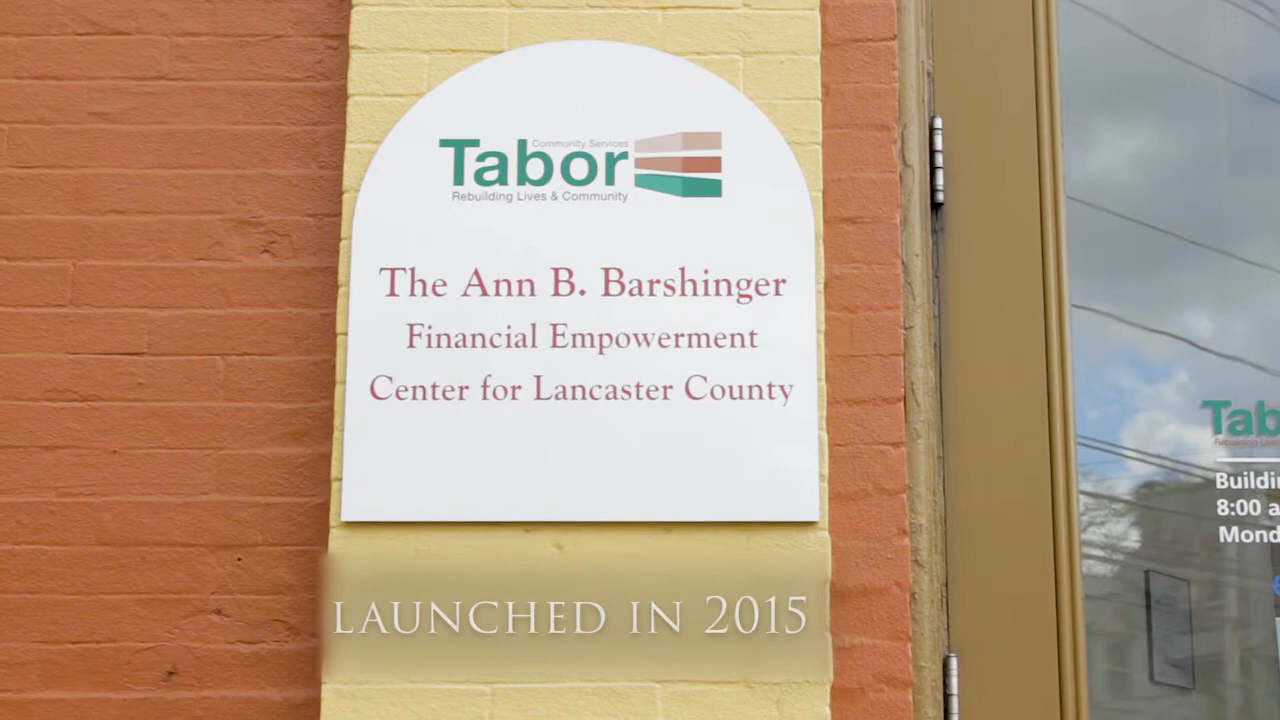 Community Services
Tabor
Rebuilding Lives & Community
The Ann B. Barshinger
Financial Empowerment
Center for Lancaster County
LAUNCHED IN 2015
Tab
Buildi
8:00 a
Mond